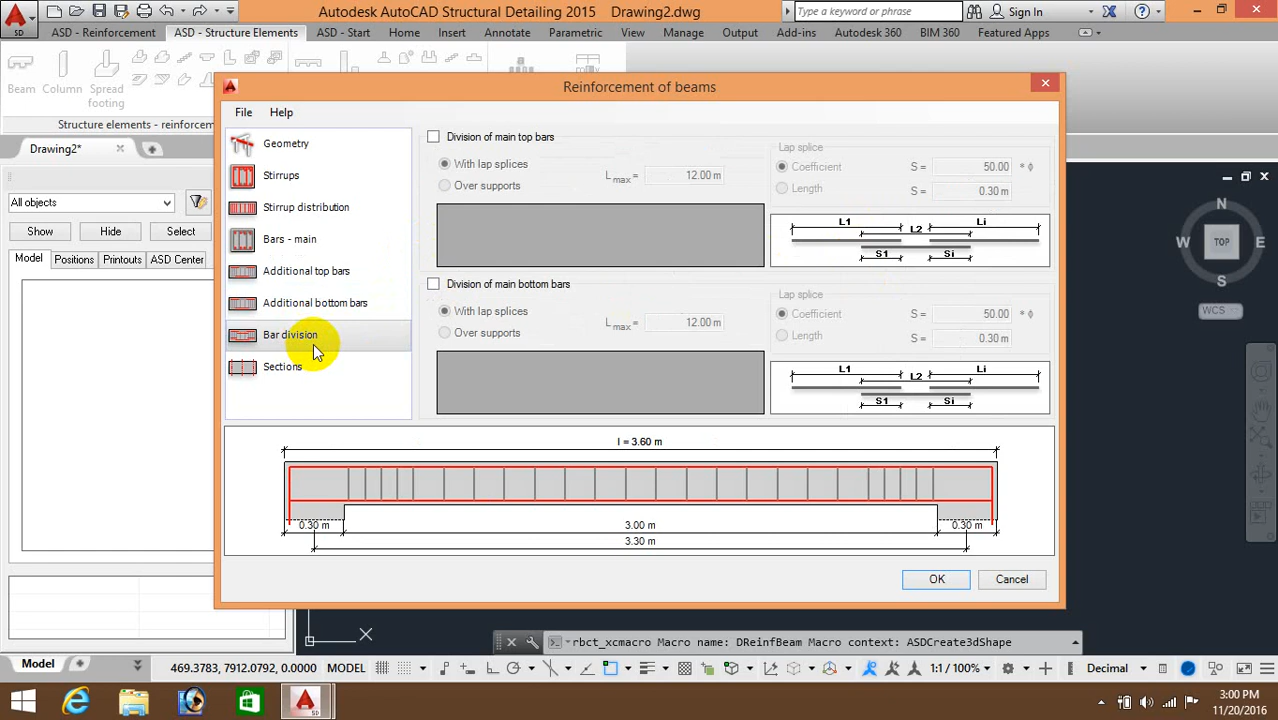 Autodesk AutoCAD Structural Detailing 2015 Drawing2.dwg
Type a keyword or phrase
Sign In
SD
ASD - Reinforcement
ASD - Structure Elements
ASD - Start
Home
Insert
Annotate
Parametric
View
Manage
Output
Add-ins
Autodesk 360
BIM 360
Featured Apps
Beam
Column
Spread footing
Structure elements - reinforce
Drawing2*
All objects
Show
Hide
Select
Model
Positions
Printouts
ASD Center
Reinforcement of beams
File
Help
Geometry
Stirrups
Stirrup distribution
Bars - main
Additional top bars
Additional bottom bars
Bar division
Sections
Division of main top bars
With lap splices
Over supports
L max = 12.00 m
Lap splice
Coefficient S = 50.00 * ϕ
Length S = 0.30 m
L1 L2 Li
S1 Si
Division of main bottom bars
With lap splices
Over supports
L max = 12.00 m
Lap splice
Coefficient S = 50.00 * ϕ
Length S = 0.30 m
L1 L2 Li
S1 Si
l = 3.60 m
0.30 m 3.00 m 0.30 m
3.30 m
OK
Cancel
N
W TOP E
S
WCS
X
rbct_xcmacro Macro name: DReinfBeam Macro context: ASDCreate3dShape
Model
469.3783, 7912.0792, 0.0000 MODEL
1:1 / 100%
Decimal
SD
3:00 PM
11/20/2016